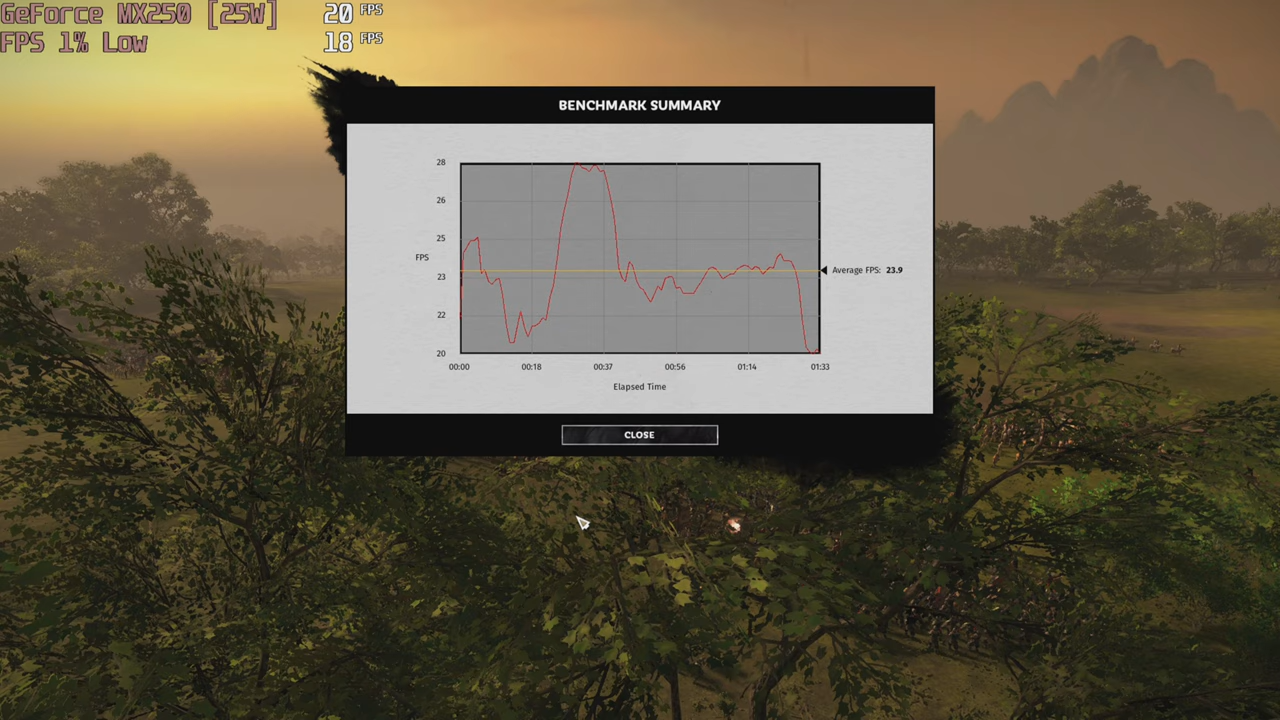 GeForce MX250 [25W] 20 FPS
FPS 1% Low 18 FPS
BENCHMARK SUMMARY
28
26
25
FPS
23
22
20
Average FPS: 23.9
00:00 00:18 00:37 00:56 01:14 01:33
Elapsed Time
CLOSE